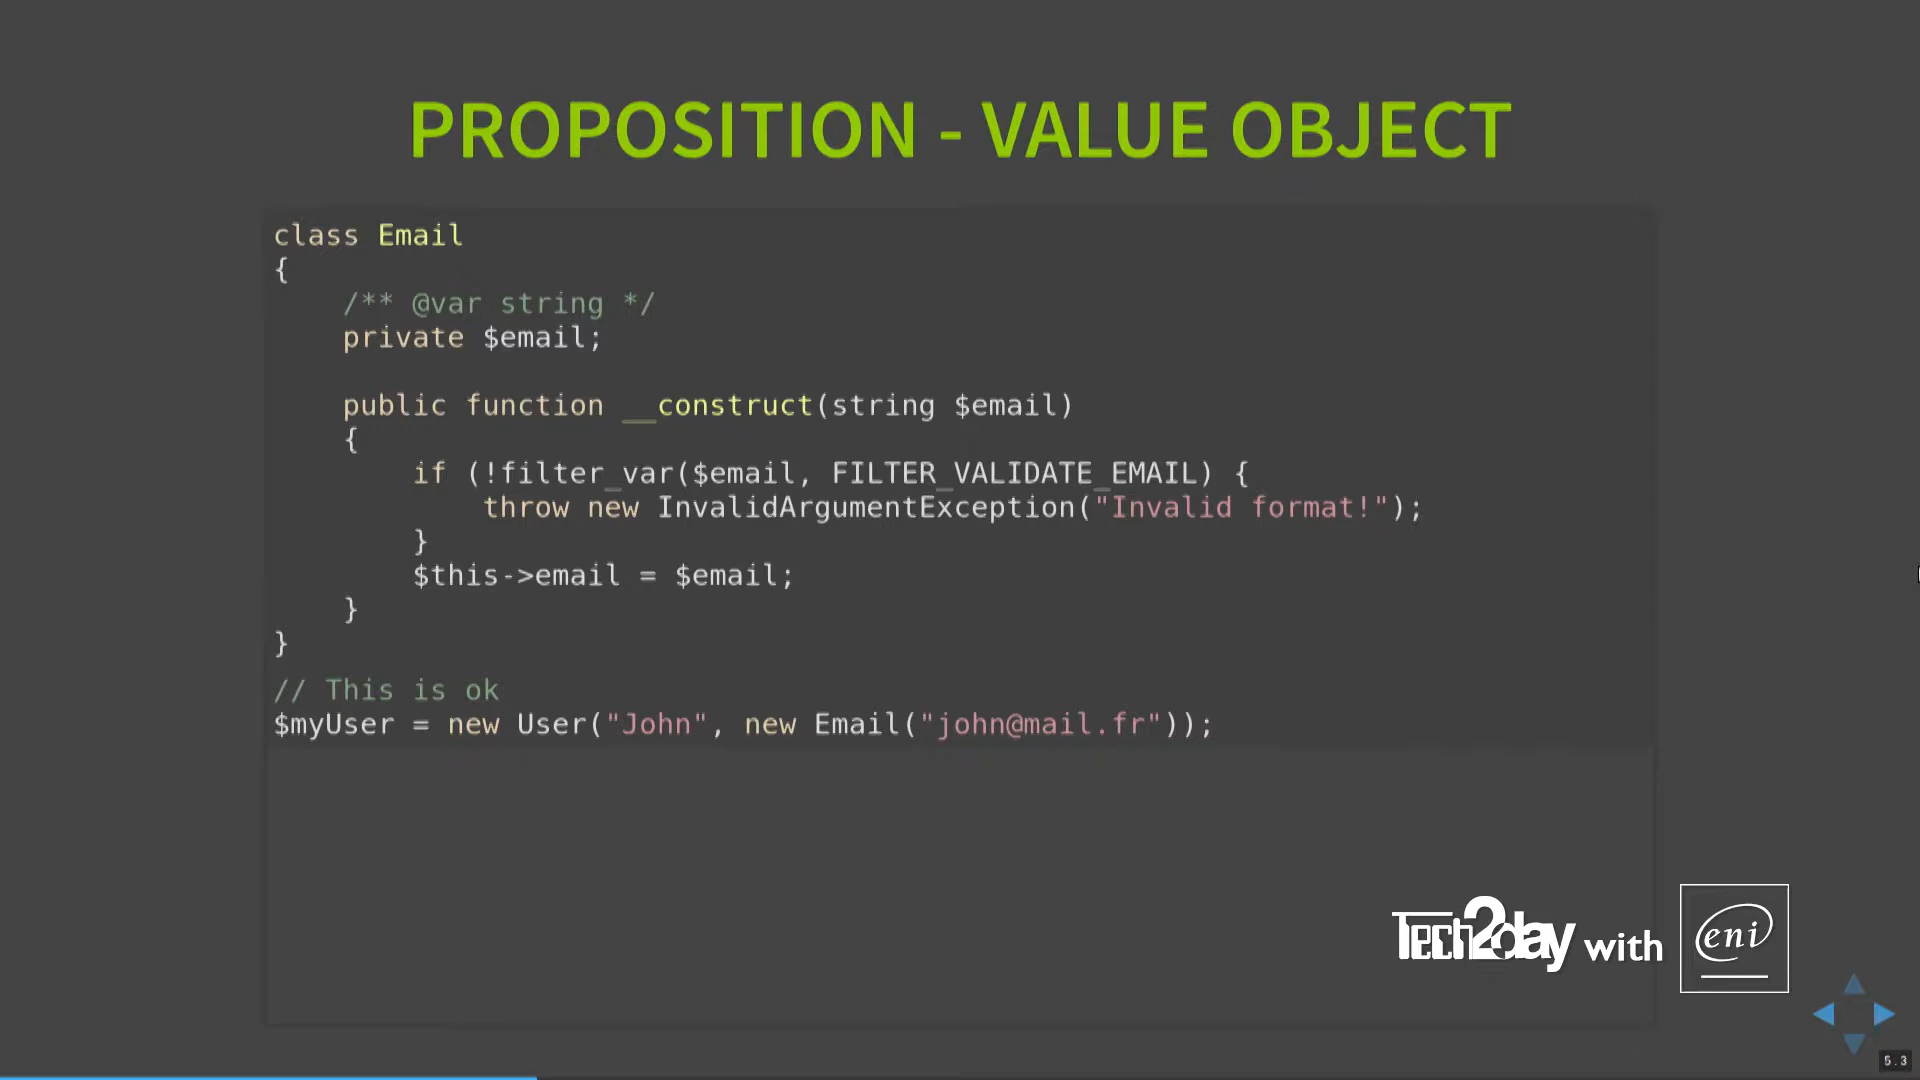 PROPOSITION - VALUE OBJECT
class Email
{
    /** @var string */
    private $email;
    public function __construct(string $email)
    {
        if (!filter_var($email, FILTER_VALIDATE_EMAIL) {
            throw new InvalidArgumentException("Invalid format!");
        }
        $this->email = $email;
    }
}
// This is ok
$myUser = new User("John", new Email("john@mail.fr"));
Tech2day with eni
5.3